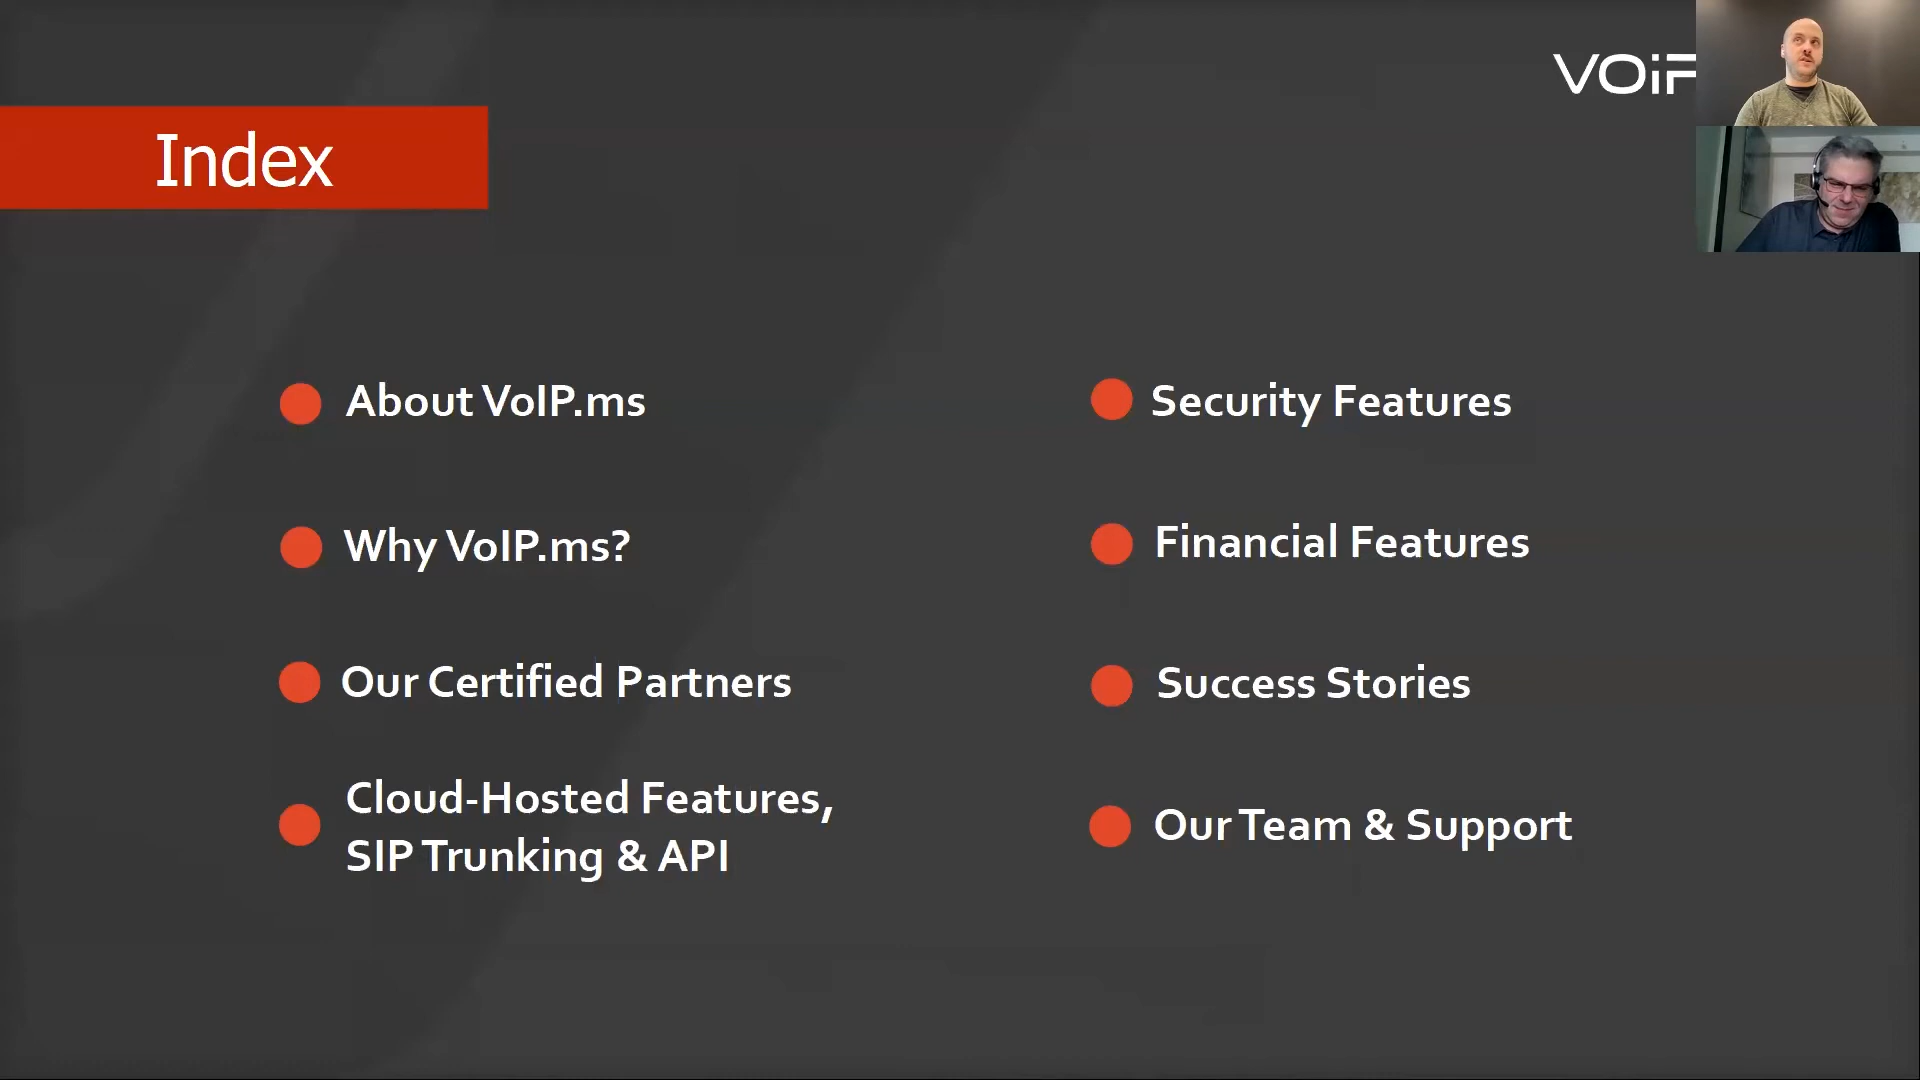 VOIP
Index
About VoIP.ms
Why VoIP.ms?
Our Certified Partners
Cloud-Hosted Features,
SIP Trunking & API
Security Features
Financial Features
Success Stories
Our Team & Support